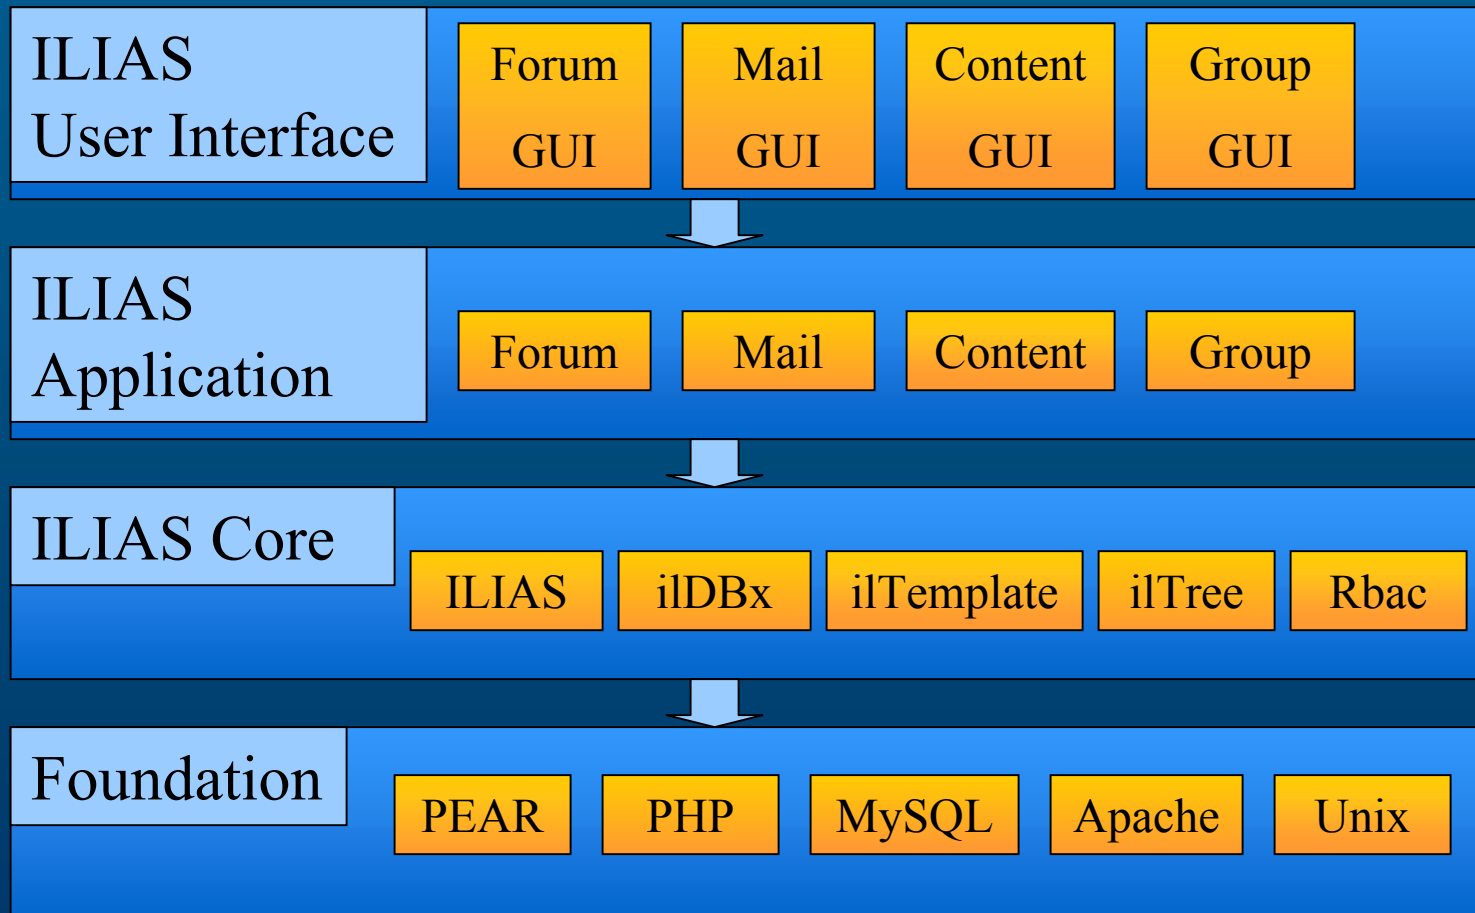 ILIAS
User Interface
Forum
GUI
Mail
GUI
Content
GUI
Group
GUI
ILIAS
Application
Forum
Mail
Content
Group
ILIAS Core
ILIAS
ilDBx
ilTemplate
ilTree
Rbac
Foundation
PEAR
PHP
MySQL
Apache
Unix